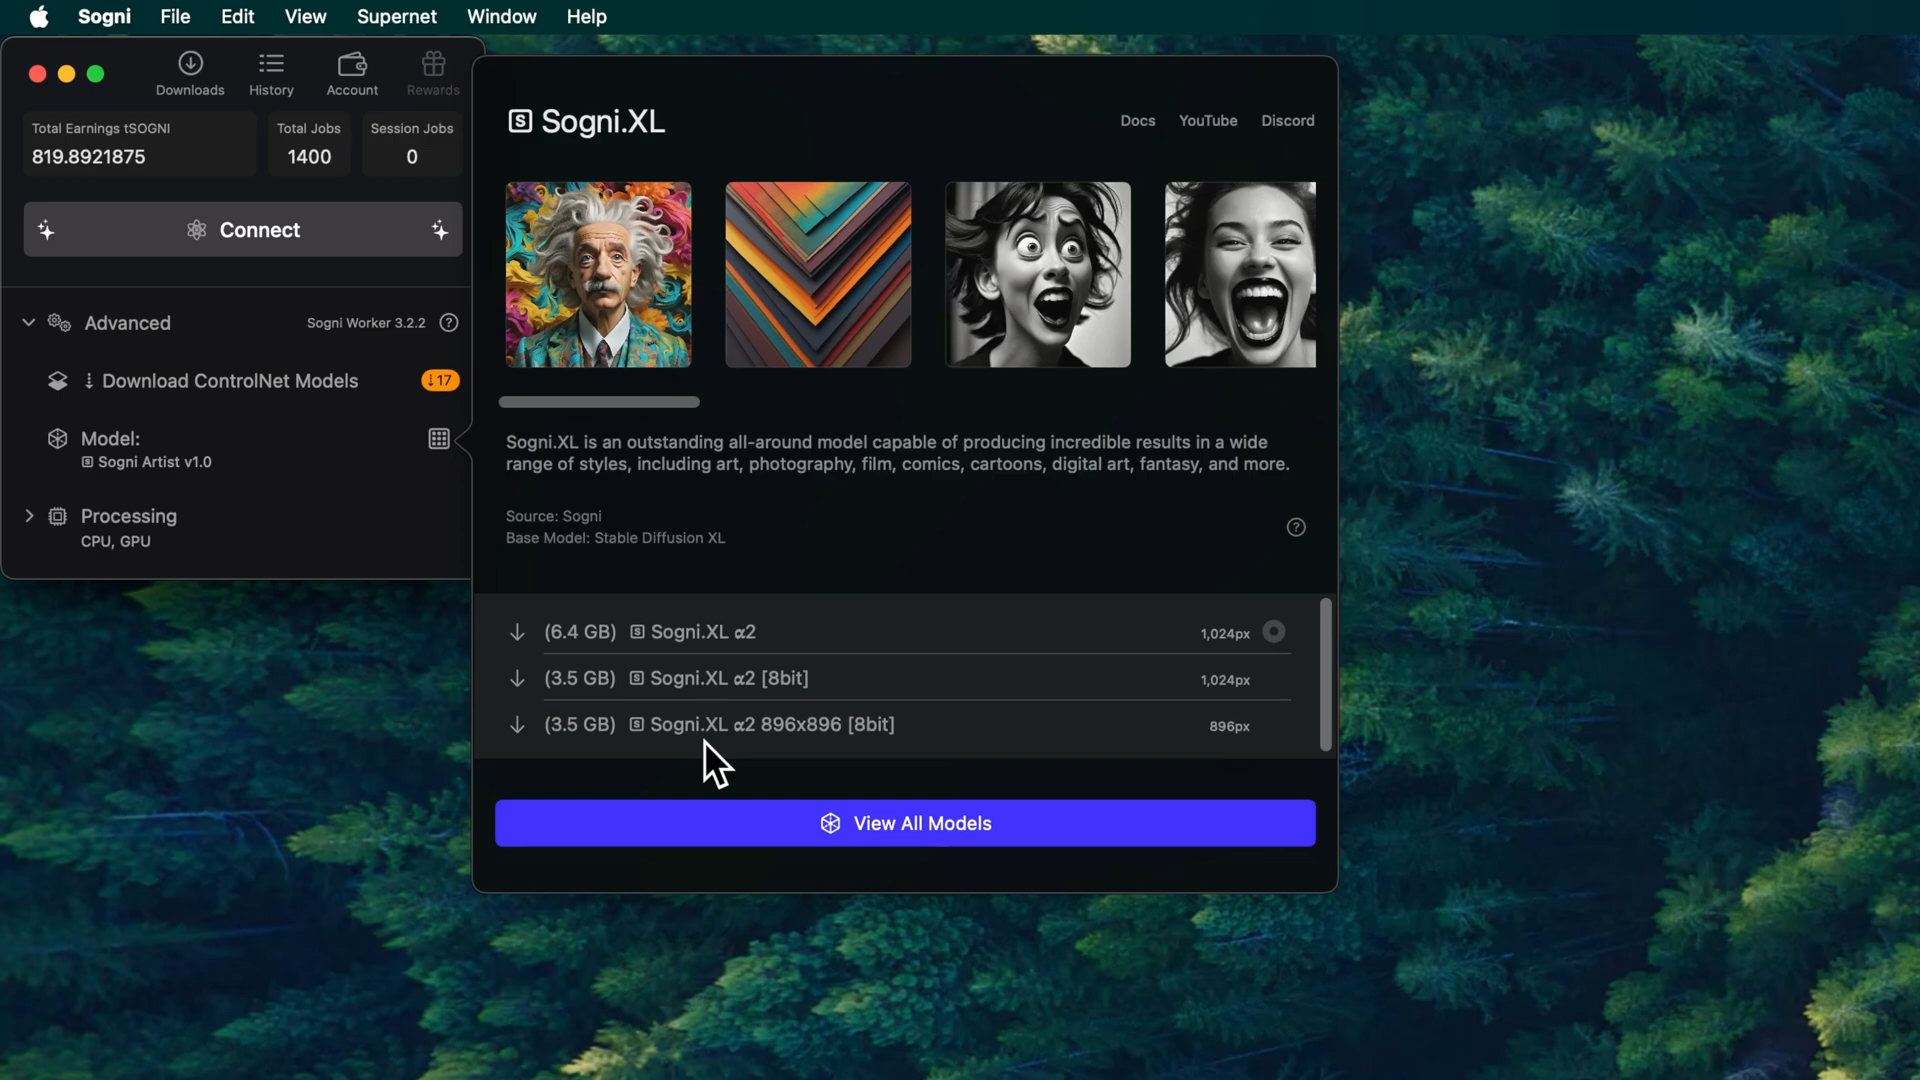 Sogni File Edit View Supernet Window Help
Downloads History Account Rewards
Total Earnings tSOGNI Total Jobs Session Jobs
819.8921875 1400 0
Connect
Advanced Sogni Worker 3.2.2 ?
Download ControlNet Models 17
Model:
S Sogni Artist v1.0
Processing
CPU, GPU
S Sogni.XL Docs YouTube Discord
Sogni.XL is an outstanding all-around model capable of producing incredible results in a wide
range of styles, including art, photography, film, comics, cartoons, digital art, fantasy, and more.
Source: Sogni
Base Model: Stable Diffusion XL ?
(6.4 GB) S Sogni.XL α2 1,024px
(3.5 GB) S Sogni.XL α2 [8bit] 1,024px
(3.5 GB) S Sogni.XL α2 896x896 [8bit] 896px
View All Models